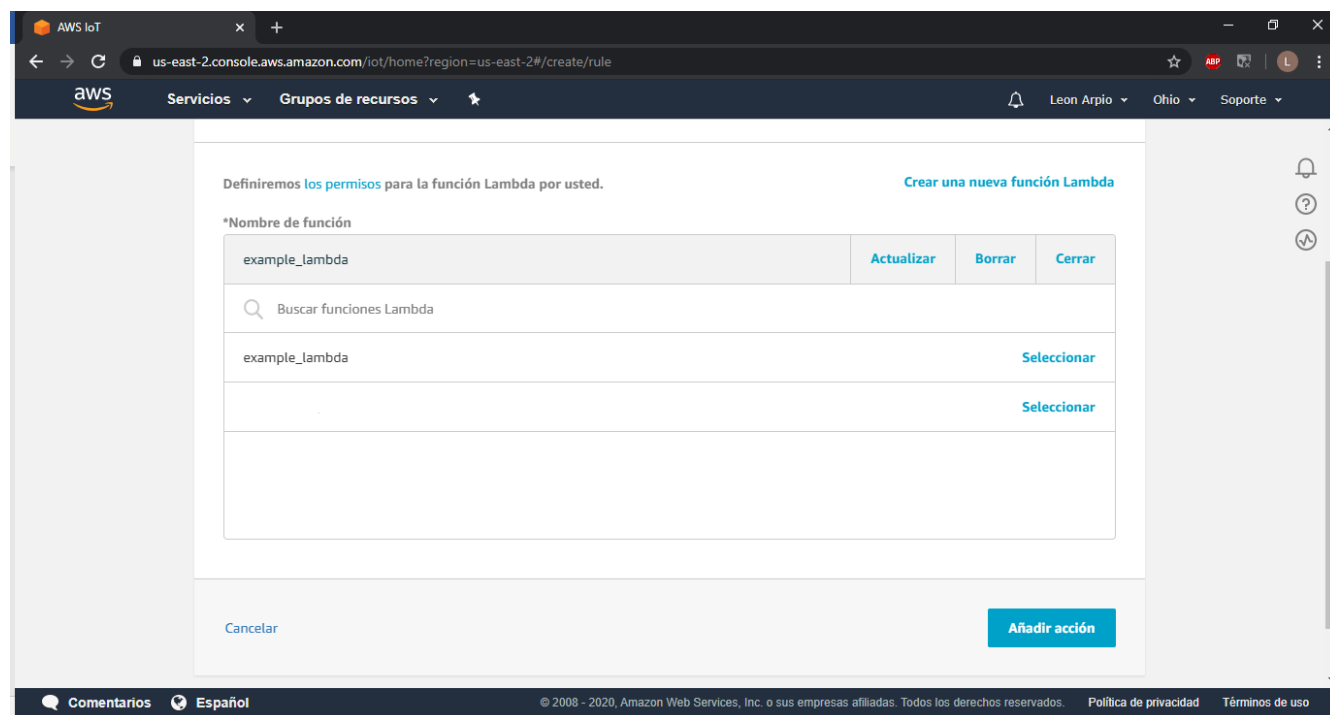 AWS IoT
us-east-2.console.aws.amazon.com/iot/home?region=us-east-2#/create/rule
ABP
L
aws
Servicios
Grupos de recursos
Leon Arpio
Ohio
Soporte
Definiremos los permisos para la función Lambda por usted.
Crear una nueva función Lambda
*Nombre de función
example_lambda
Actualizar
Borrar
Cerrar
Buscar funciones Lambda
example_lambda
Seleccionar
Seleccionar
Cancelar
Añadir acción
Comentarios
Español
© 2008 - 2020, Amazon Web Services, Inc. o sus empresas afiliadas. Todos los derechos reservados.
Política de privacidad
Términos de uso